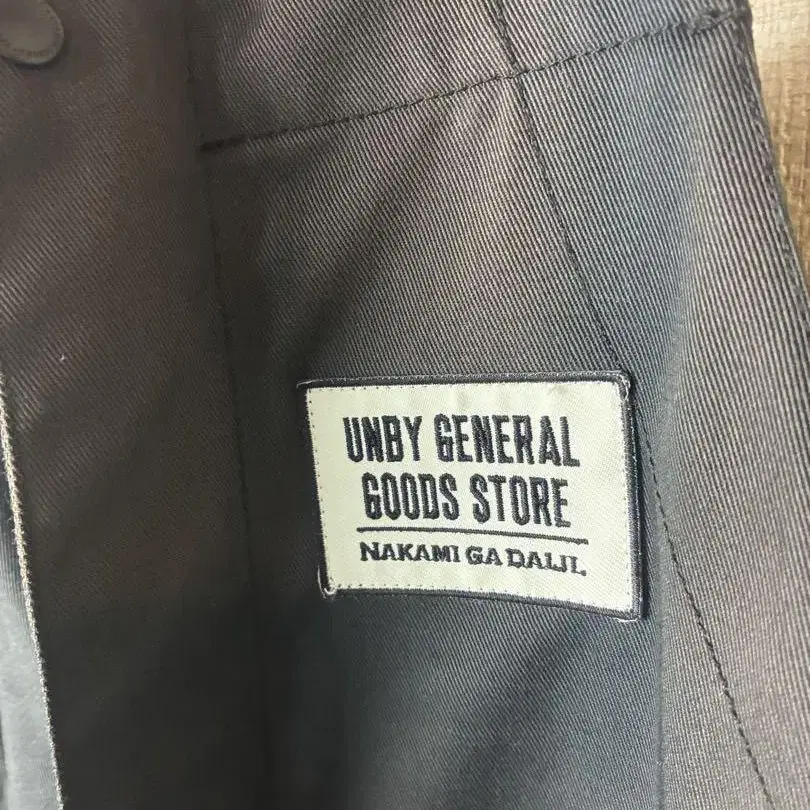 UNBY GENERAL
GOODS STORE
NAKAMI GA DAIJI.